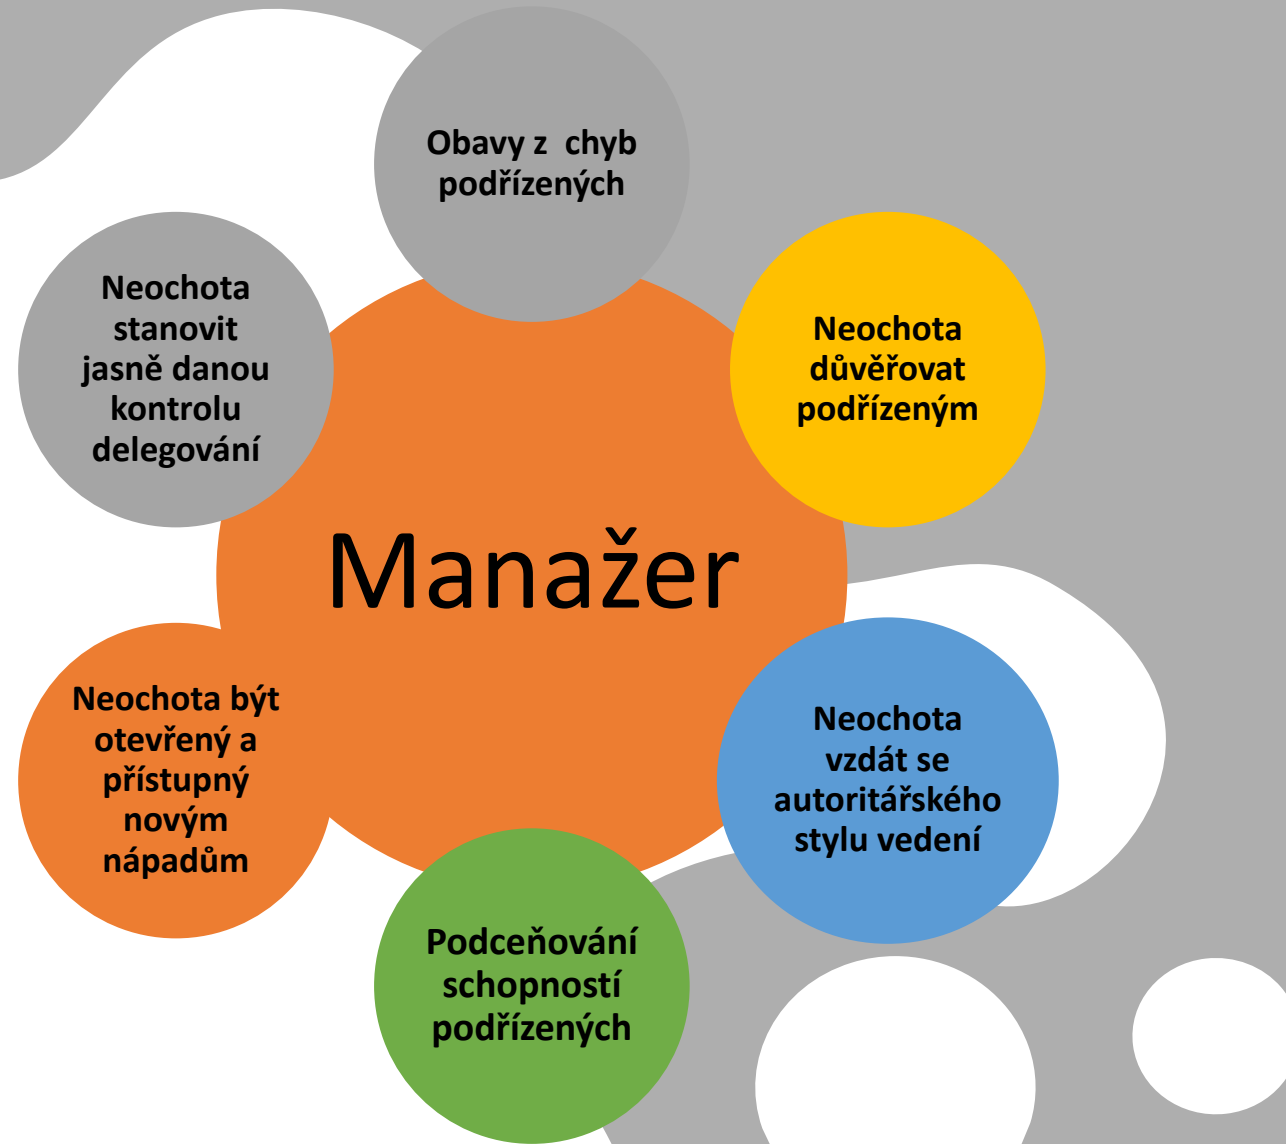 Obavy z  chyb
podřízených
Neochota
důvěřovat
podřízeným
Neochota
vzdát se
autoritářského
stylu vedení
Podceňování
schopností
podřízených
Neochota být
otevřený a
přístupný
novým
nápadům
Neochota
stanovit
jasně danou
kontrolu
delegování
Manažer